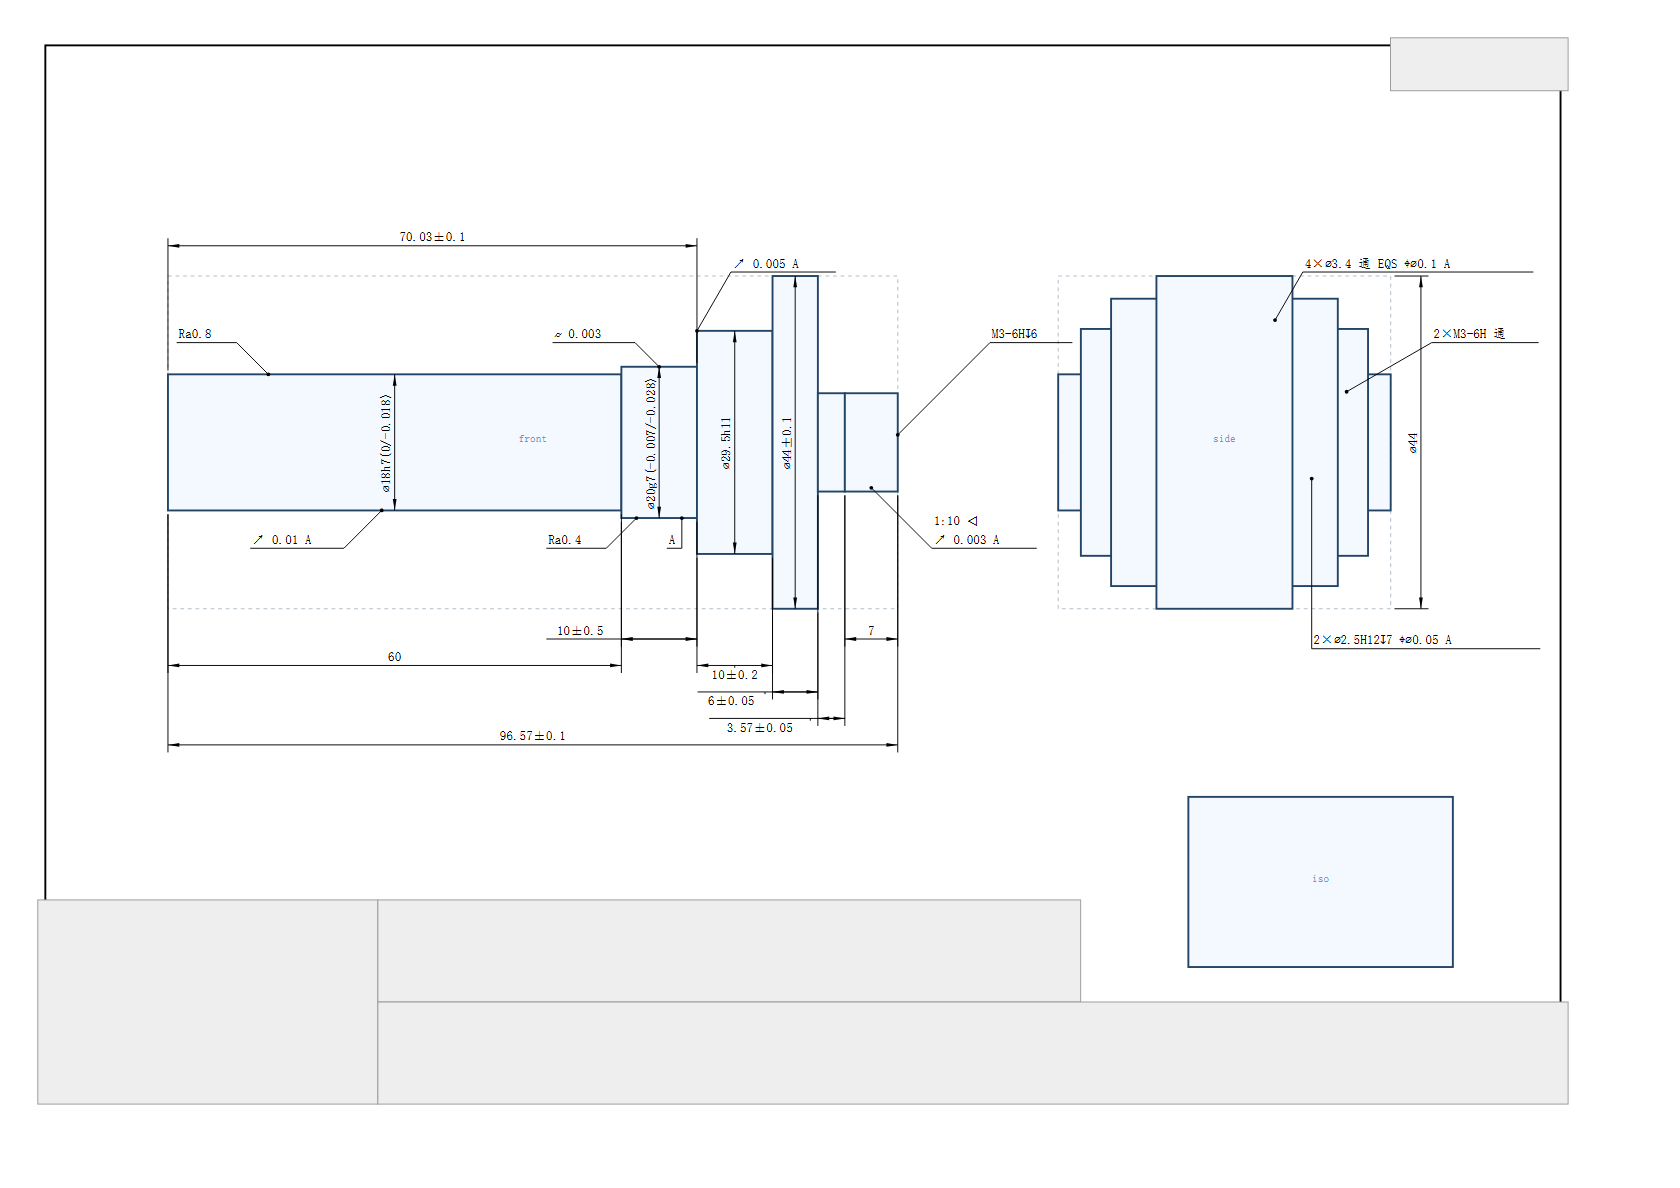 70.03±0.1
↗ 0.005 A
4×⌀3.4 通 EQS ⌖⌀0.1 A
Ra0.8
⌭ 0.003
M3-6H↧6
2×M3-6H 通
⌀18h7(0/-0.018)
⌀20g7(-0.007/-0.028)
⌀29.5h11
⌀44±0.1
front
side
⌀44
1:10 ◁
↗ 0.01 A
Ra0.4
A
↗ 0.003 A
10±0.5
7
2×⌀2.5H12↧7 ⌖⌀0.05 A
60
10±0.2
6±0.05
3.57±0.05
96.57±0.1
iso